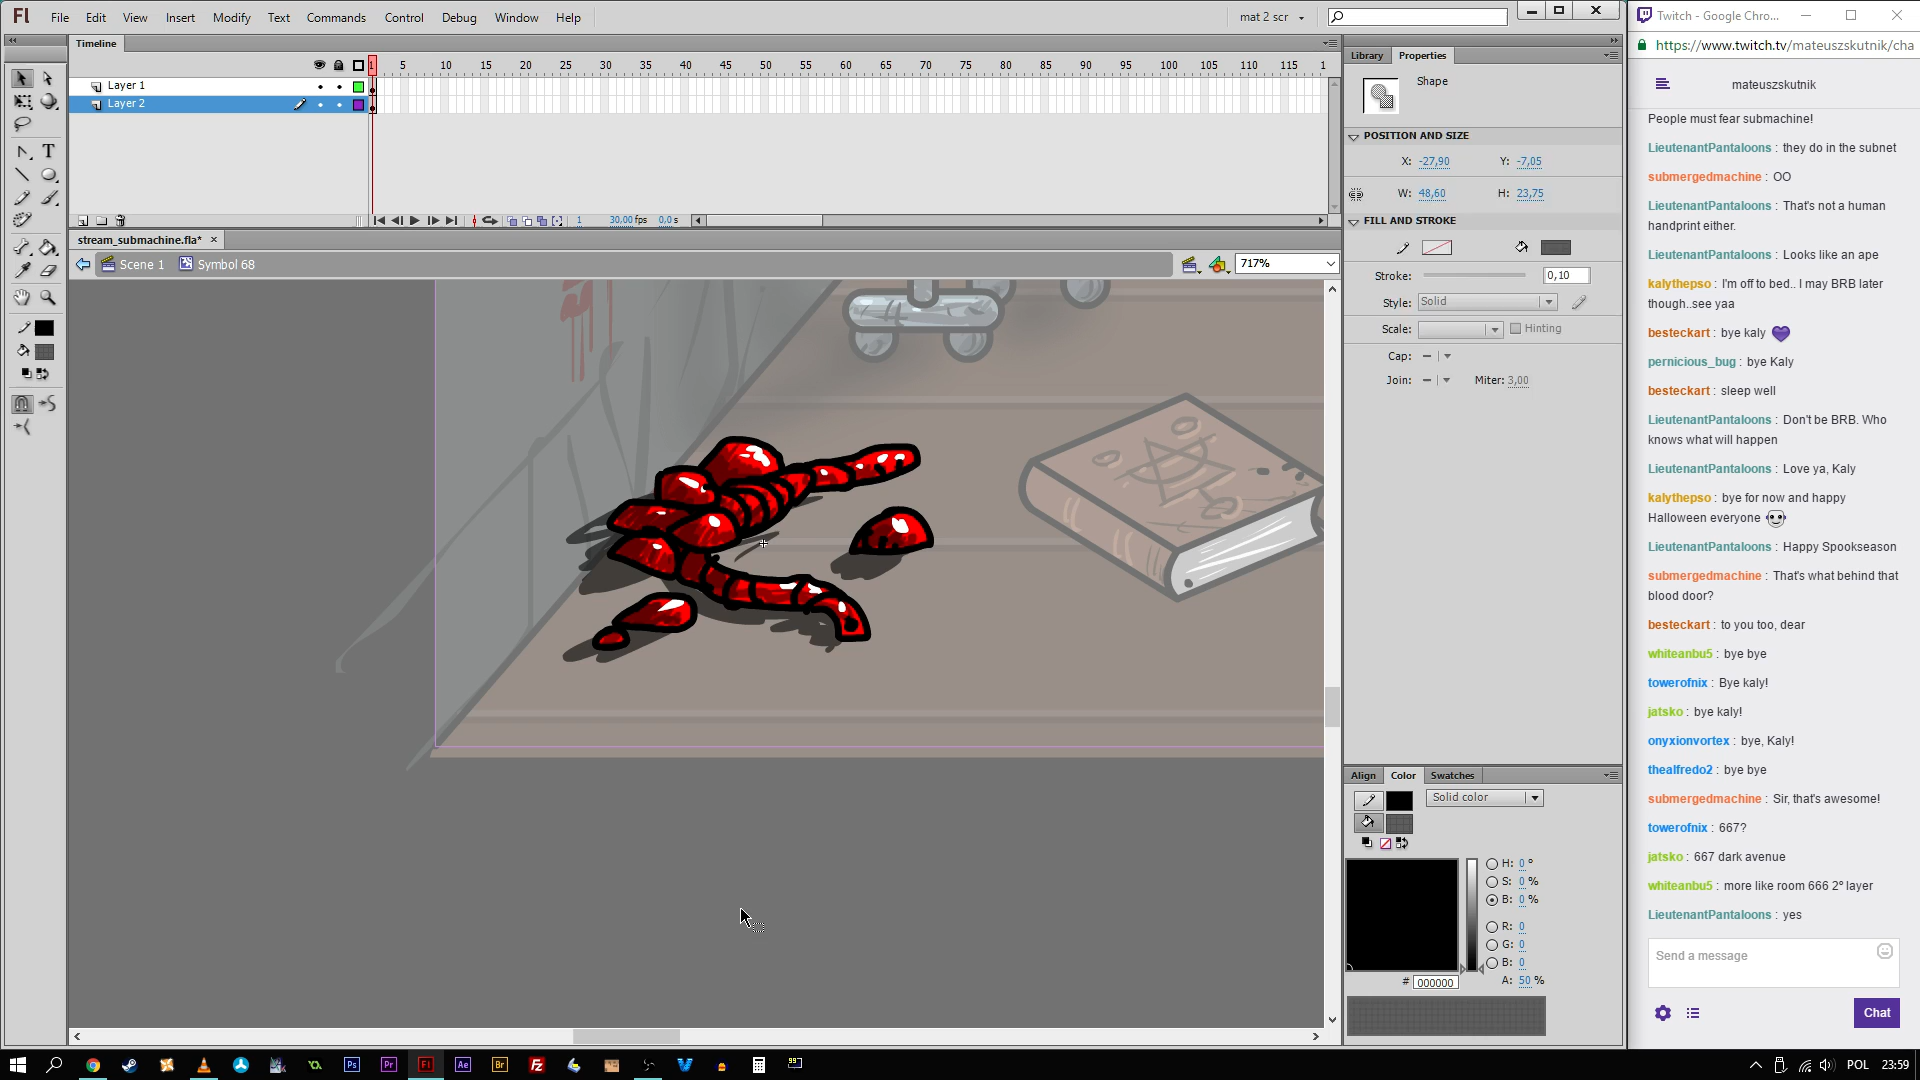 Fl File Edit View Insert Modify Text Commands Control Debug Window Help mat 2 scr
Timeline
1 5 10 15 20 25 30 35 40 45 50 55 60 65 70 75 80 85 90 95 100 105 110 115 1
Layer 1
Layer 2
1 30,00 fps 0,0 s
stream_submachine.fla*
Scene 1 Symbol 68 717%
Library Properties
Shape
POSITION AND SIZE
X: -27,90 Y: -7,05
W: 48,60 H: 23,75
FILL AND STROKE
Stroke: 0,10
Style: Solid
Scale: Hinting
Cap:
Join: Miter: 3,00
Align Color Swatches
Solid color
H: 0 °
S: 0 %
B: 0 %
R: 0
G: 0
B: 0
A: 50 %
# 000000
Twitch - Google Chro...
https://www.twitch.tv/mateuszskutnik/cha
mateuszskutnik
People must fear submachine!
LieutenantPantaloons : they do in the subnet
submergedmachine : OO
LieutenantPantaloons : That's not a human
handprint either.
LieutenantPantaloons : Looks like an ape
kalythepso : I'm off to bed.. I may BRB later
though..see yaa
besteckart : bye kaly
pernicious_bug : bye Kaly
besteckart : sleep well
LieutenantPantaloons : Don't be BRB. Who
knows what will happen
LieutenantPantaloons : Love ya, Kaly
kalythepso : bye for now and happy
Halloween everyone
LieutenantPantaloons : Happy Spookseason
submergedmachine : That's what behind that
blood door?
besteckart : to you too, dear
whiteanbu5 : bye bye
towerofnix : Bye kaly!
jatsko : bye kaly!
onyxionvortex : bye, Kaly!
thealfredo2 : bye bye
submergedmachine : Sir, that's awesome!
towerofnix : 667?
jatsko : 667 dark avenue
whiteanbu5 : more like room 666 2º layer
LieutenantPantaloons : yes
Send a message
Chat
Ps Pr Fl Ae Br Fz POL 23:59